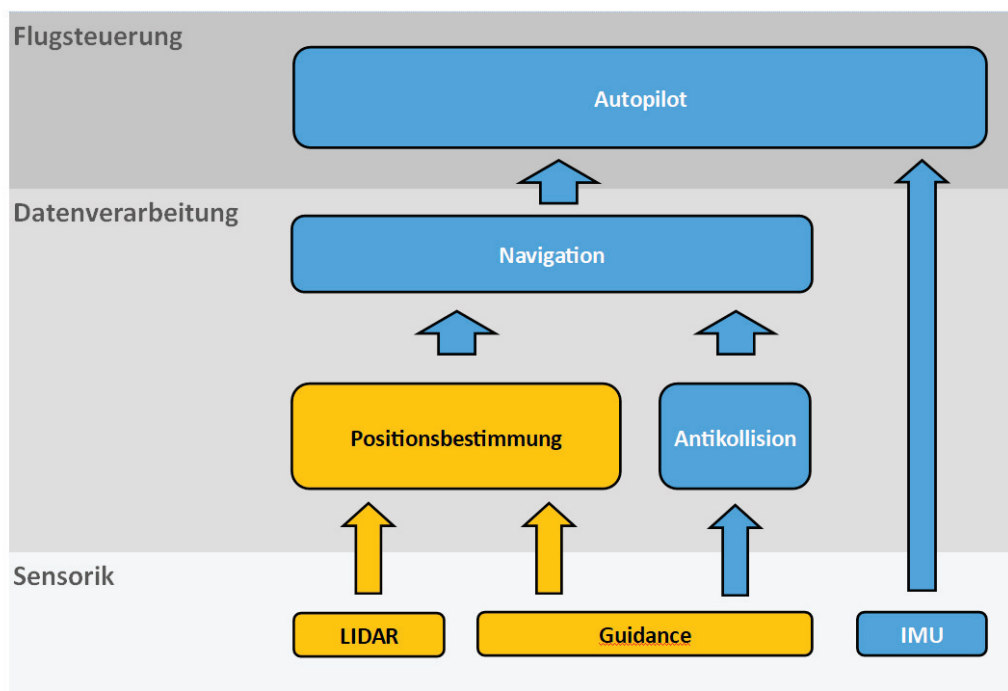 Flugsteuerung
Autopilot
Datenverarbeitung
Navigation
Positionsbestimmung
Antikollision
Sensorik
LIDAR
Guidance
IMU